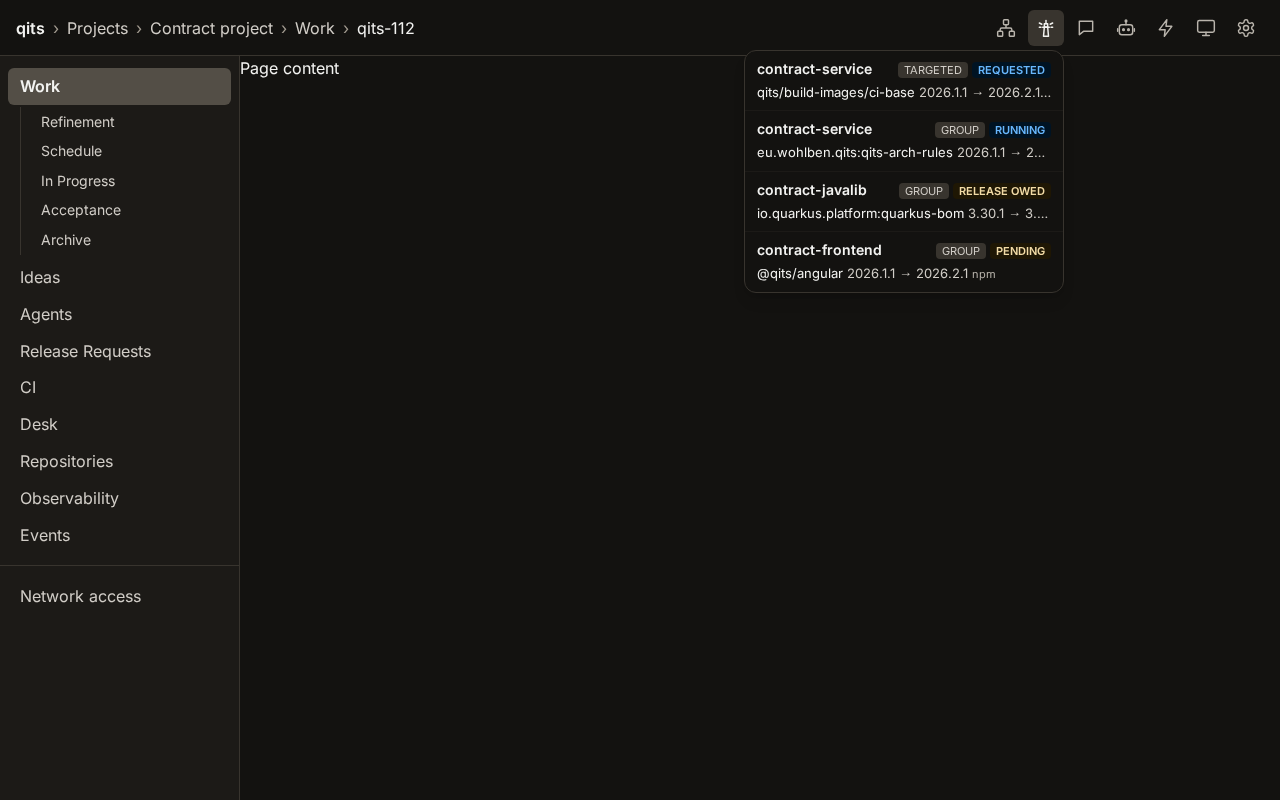 qits › Projects › Contract project › Work › qits-112
Work
Refinement
Schedule
In Progress
Acceptance
Archive
Ideas
Agents
Release Requests
CI
Desk
Repositories
Observability
Events
Network access
Page content
contract-service TARGETED REQUESTED
qits/build-images/ci-base 2026.1.1 → 2026.2.1...
contract-service GROUP RUNNING
eu.wohlben.qits:qits-arch-rules 2026.1.1 → 2...
contract-javalib GROUP RELEASE OWED
io.quarkus.platform:quarkus-bom 3.30.1 → 3....
contract-frontend GROUP PENDING
@qits/angular 2026.1.1 → 2026.2.1 npm